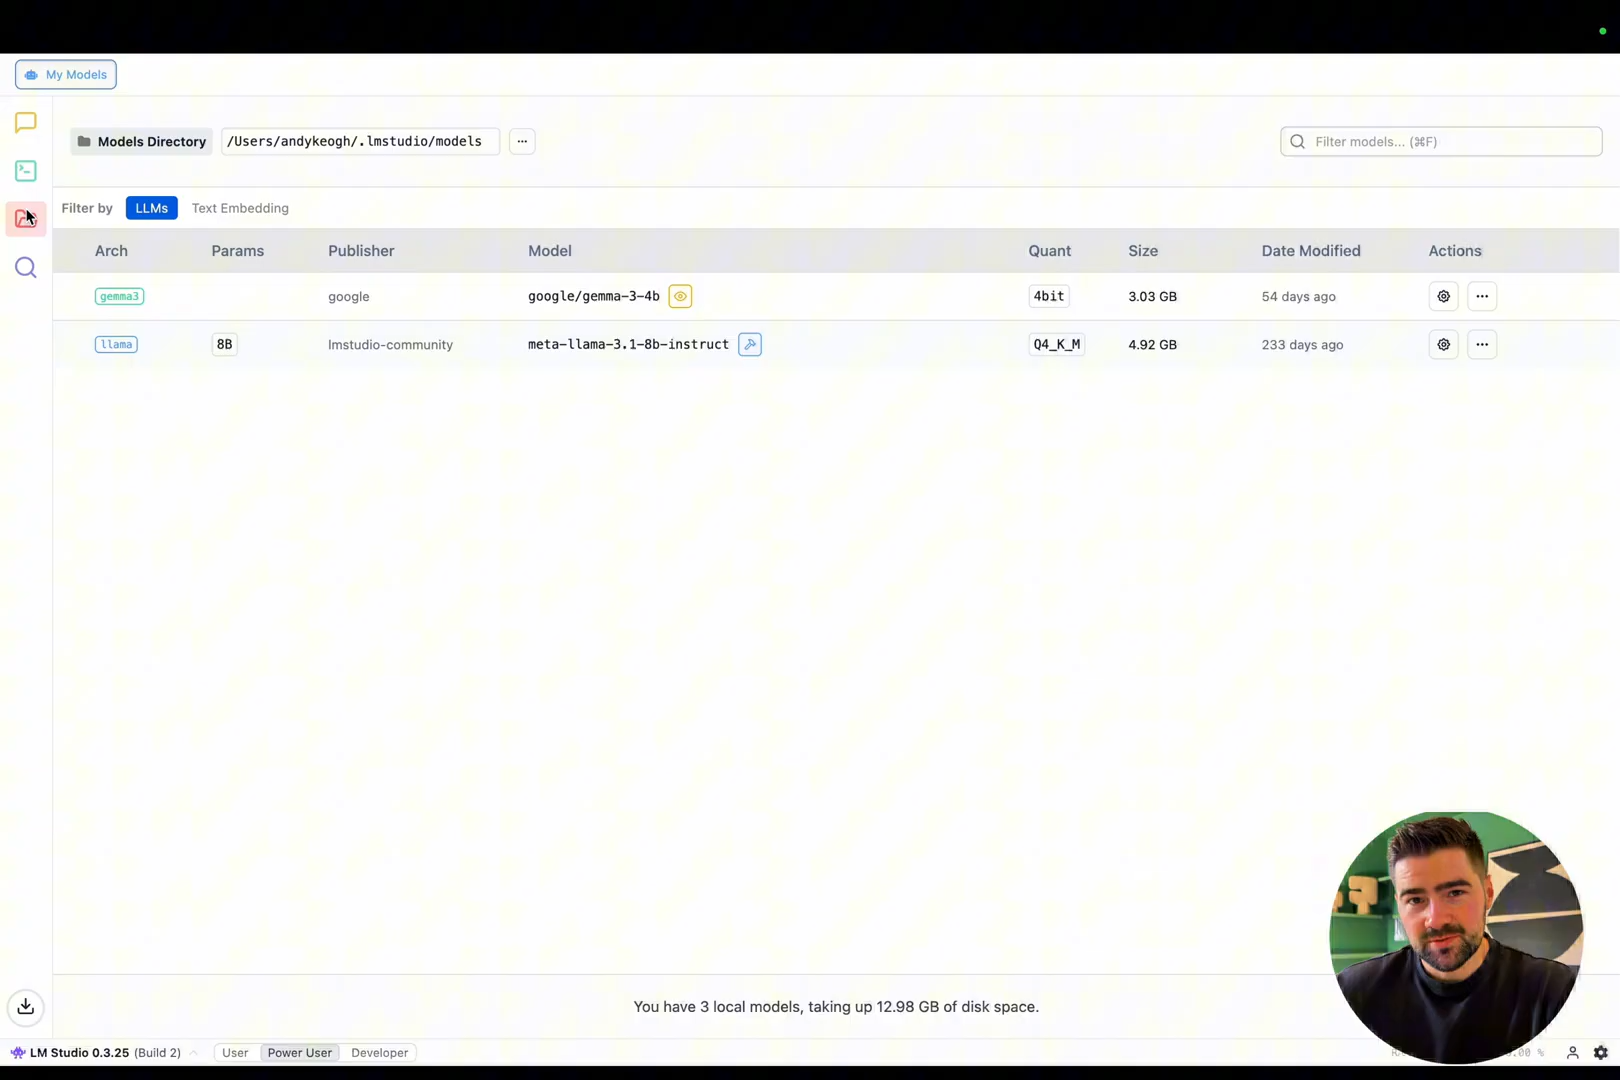 My Models
Models Directory /Users/andykeogh/.lmstudio/models ... Filter models... (⌘F)
Filter by LLMs Text Embedding
Arch Params Publisher Model Quant Size Date Modified Actions
gemma3 google google/gemma-3-4b 4bit 3.03 GB 54 days ago ...
llama 8B lmstudio-community meta-llama-3.1-8b-instruct Q4_K_M 4.92 GB 233 days ago ...
You have 3 local models, taking up 12.98 GB of disk space.
LM Studio 0.3.25 (Build 2) User Power User Developer